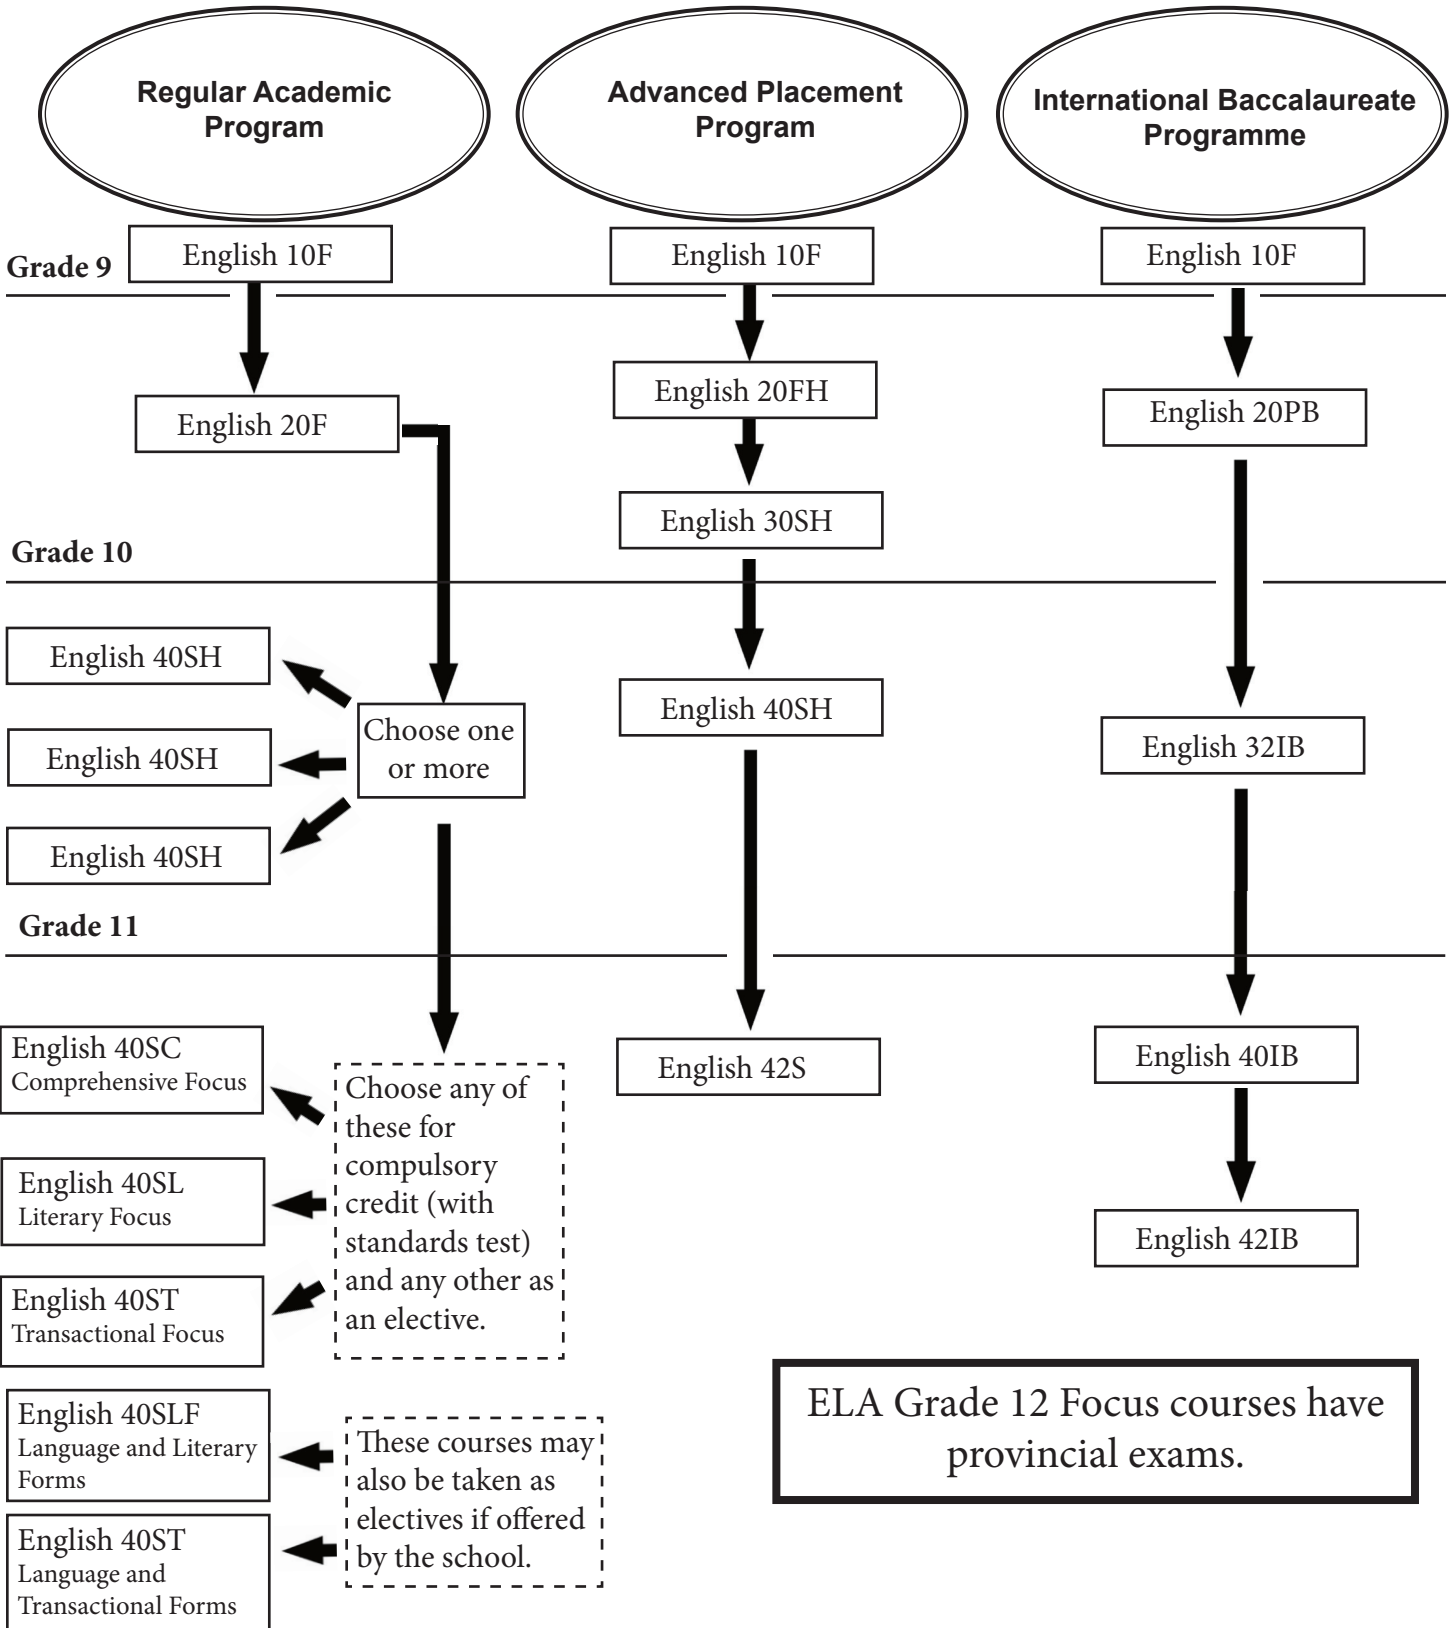 Regular Academic
Program
Advanced Placement
Program
International Baccalaureate
Programme
English 10F
English 10F
English 10F
Grade 9
English 20F
English 20FH
English 20PB
English 30SH
Grade 10
English 40SH
English 40SH
English 40SH
Choose one
or more
English 40SH
English 32IB
Grade 11
English 40SC
Comprehensive Focus
English 40SL
Literary Focus
English 40ST
Transactional Focus
Choose any of
these for
compulsory
credit (with
standards test)
and any other as
an elective.
English 42S
English 40IB
English 42IB
English 40SLF
Language and Literary
Forms
English 40ST
Language and
Transactional Forms
These courses may
also be taken as
electives if offered
by the school.
ELA Grade 12 Focus courses have
provincial exams.